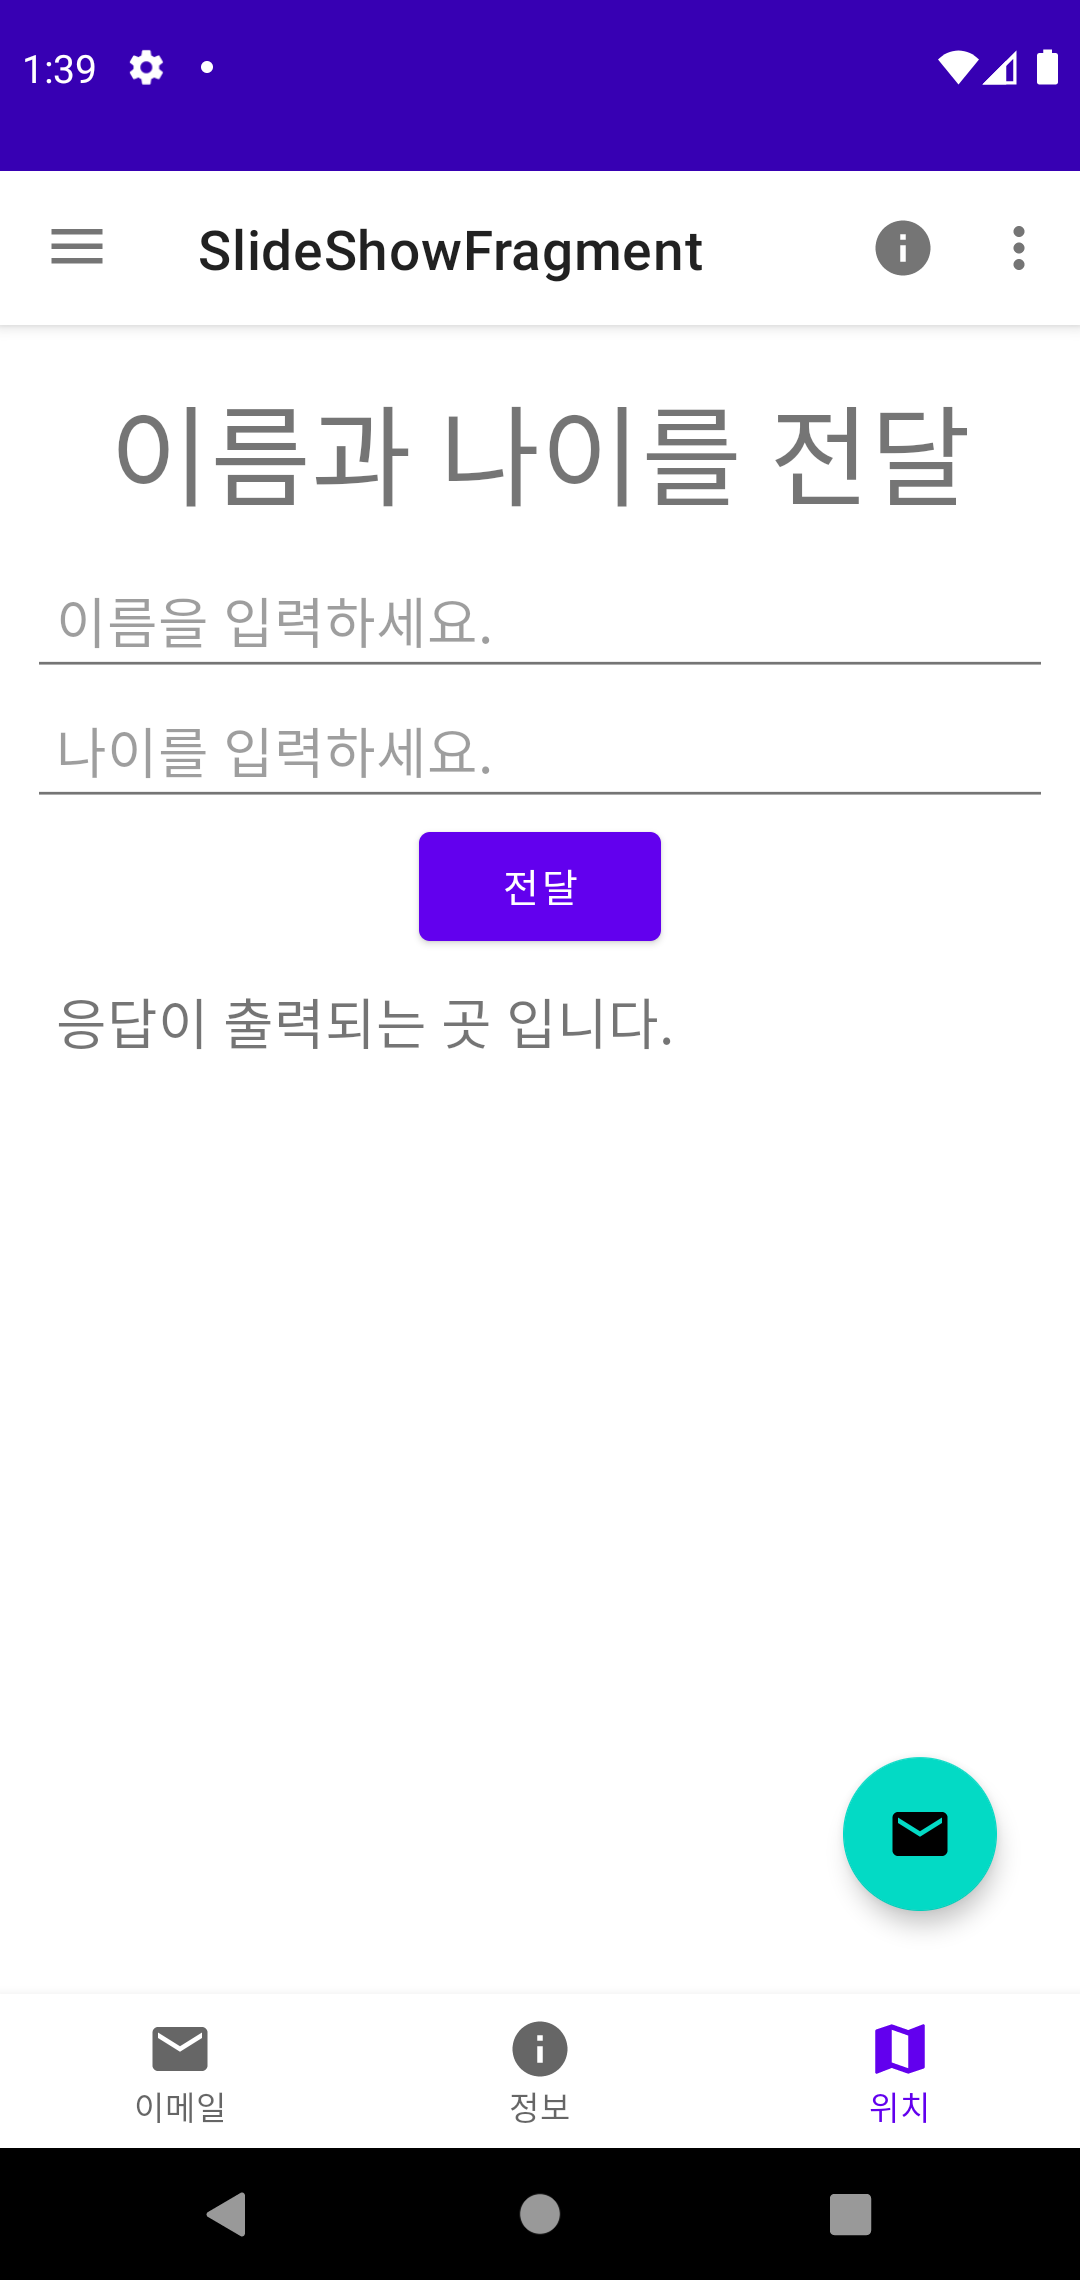 1:39
SlideShowFragment
이름과 나이를 전달
이름을 입력하세요.
나이를 입력하세요.
전달
응답이 출력되는 곳 입니다.
이메일
정보
위치